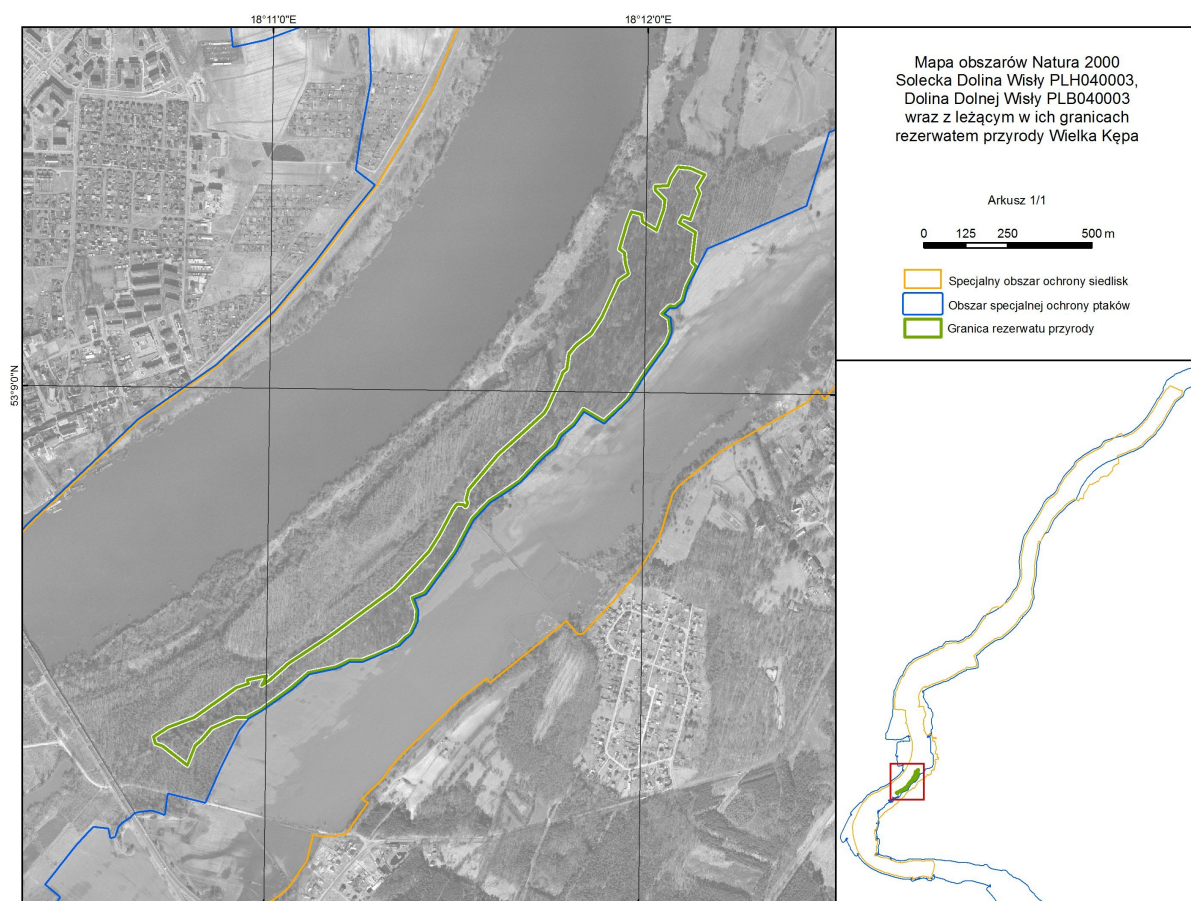 18°11'0"E
18°12'0"E
53°9'0"N
Mapa obszarów Natura 2000
Solecka Dolina Wisły PLH040003,
Dolina Dolnej Wisły PLB040003
wraz z leżącym w ich granicach
rezerwatem przyrody Wielka Kępa
Arkusz 1/1
0 125 250 500 m
Specjalny obszar ochrony siedlisk
Obszar specjalnej ochrony ptaków
Granica rezerwatu przyrody